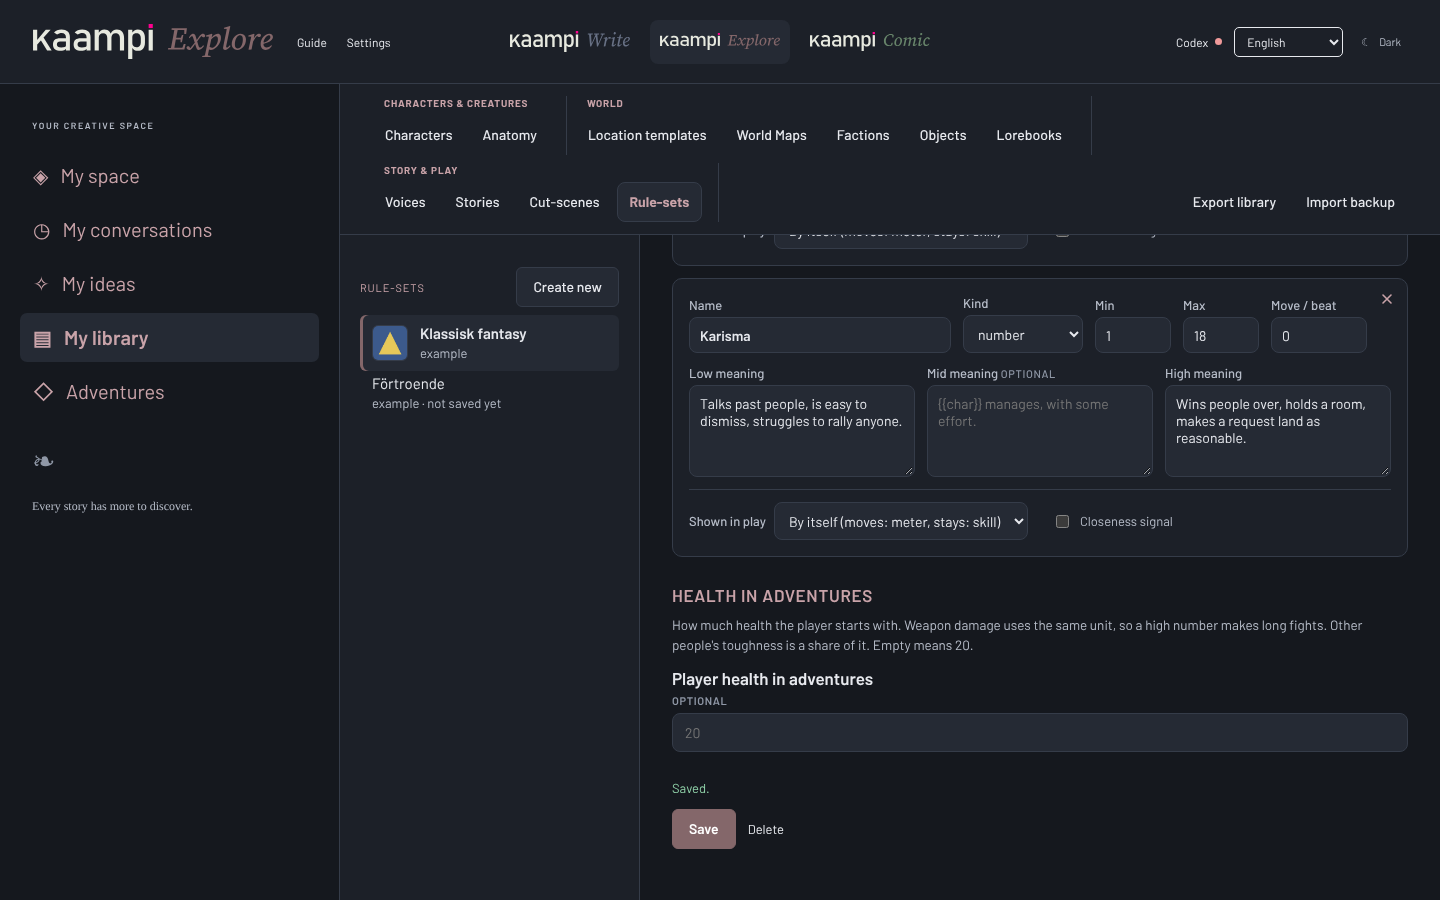 kaampi Explore
Guide
Settings
kaampi Write
kaampi Explore
kaampi Comic
Codex
English
Dark
YOUR CREATIVE SPACE
My space
My conversations
My ideas
My library
Adventures
Every story has more to discover.
CHARACTERS & CREATURES
Characters
Anatomy
WORLD
Location templates
World Maps
Factions
Objects
Lorebooks
STORY & PLAY
Voices
Stories
Cut-scenes
Rule-sets
Export library
Import backup
RULE-SETS
Create new
Klassisk fantasy
example
Förtroende
example · not saved yet
Name
Kind
Min
Max
Move / beat
Karisma
number
1
18
0
Low meaning
Mid meaning OPTIONAL
High meaning
Talks past people, is easy to
dismiss, struggles to rally anyone.
{{char}} manages, with some
effort.
Wins people over, holds a room,
makes a request land as
reasonable.
Shown in play
By itself (moves: meter, stays: skill)
Closeness signal
HEALTH IN ADVENTURES
How much health the player starts with. Weapon damage uses the same unit, so a high number makes long fights. Other
people's toughness is a share of it. Empty means 20.
Player health in adventures
OPTIONAL
20
Saved.
Save
Delete